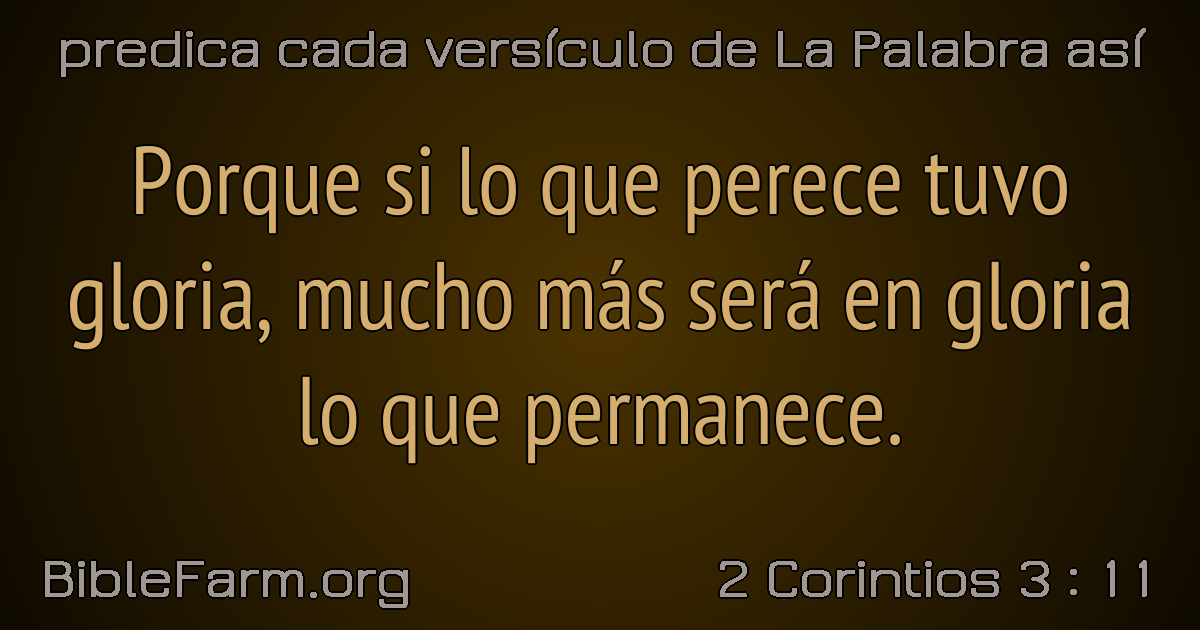 predica cada versículo de La Palabra así
Porque si lo que perece tuvo
gloria, mucho más será en gloria
lo que permanece.
BibleFarm.org
2 Corintios 3 : 11